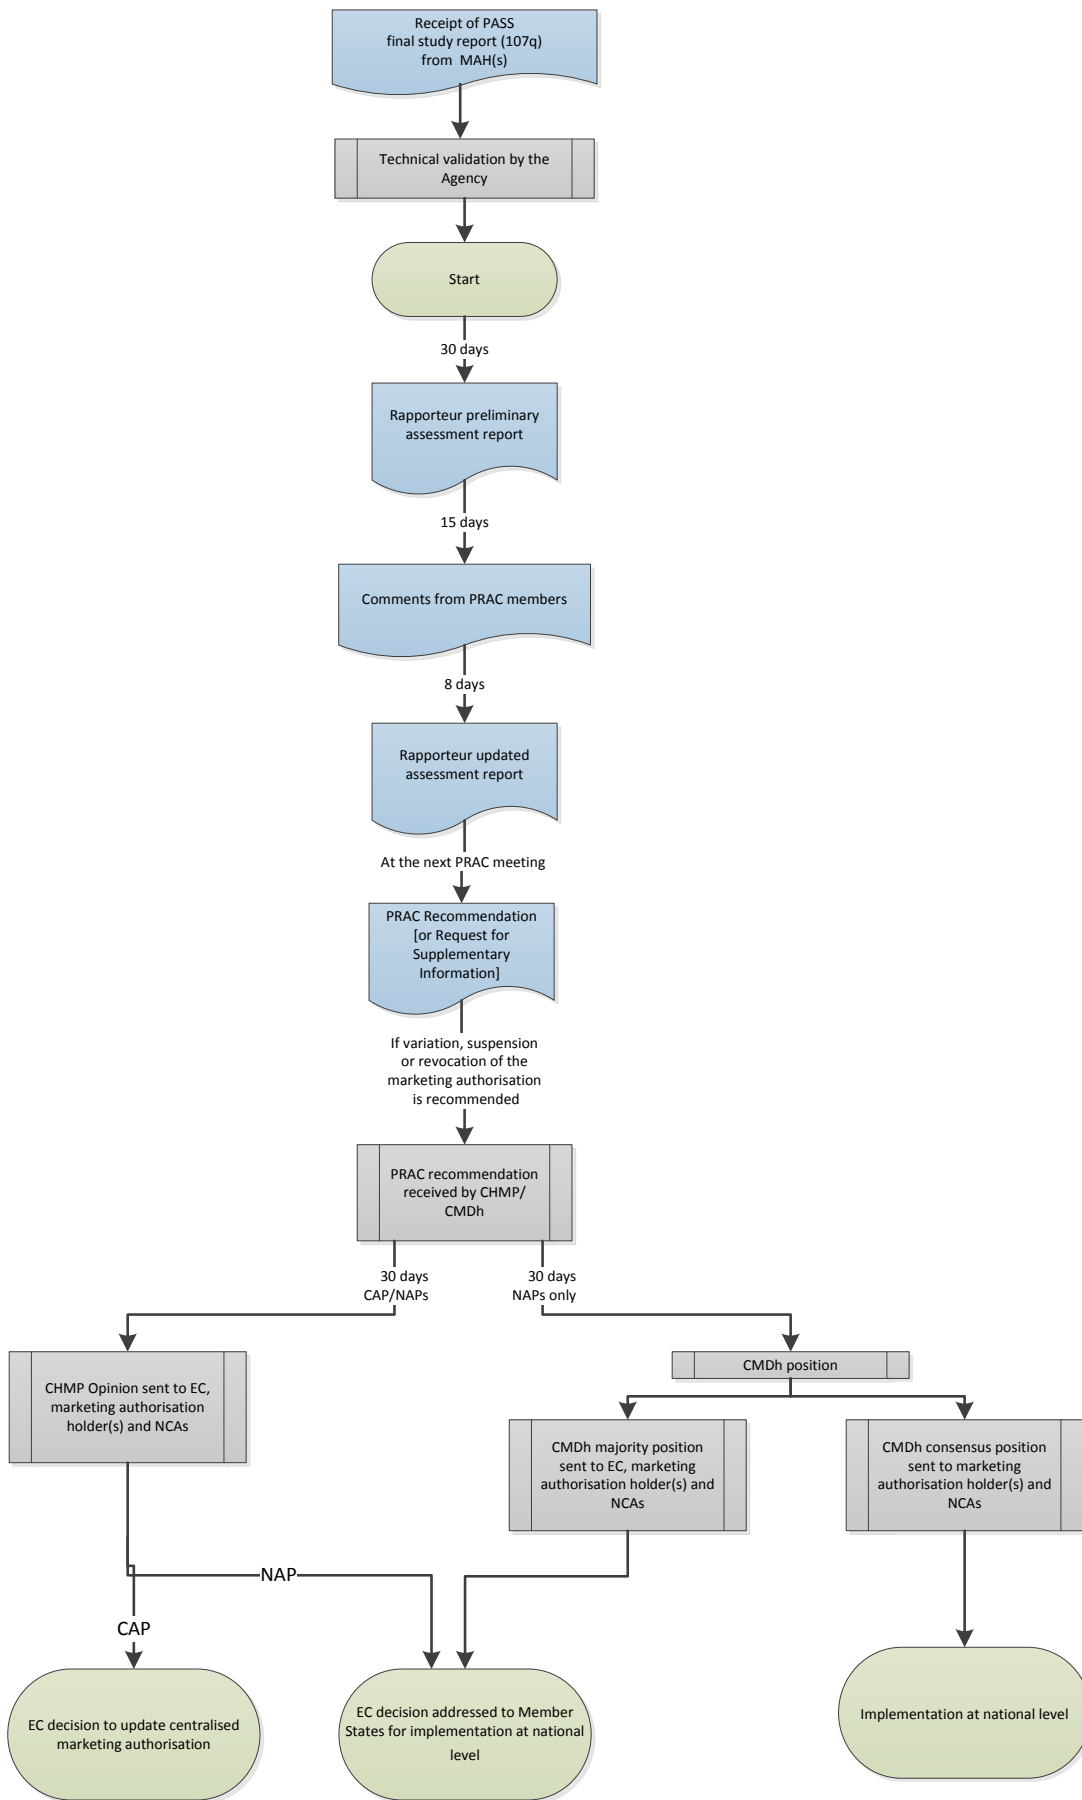 Receipt of PASS
final study report (107q)
from  MAH(s)
Technical validation by the
Agency
Start
30 days
Rapporteur preliminary
assessment report
15 days
Comments from PRAC members
8 days
Rapporteur updated
assessment report
At the next PRAC meeting
PRAC Recommendation
[or Request for
Supplementary
Information]
If variation, suspension
or revocation of the
marketing authorisation
is recommended
PRAC recommendation
received by CHMP/
CMDh
30 days
CAP/NAPs
30 days
NAPs only
CHMP Opinion sent to EC,
marketing authorisation
holder(s) and NCAs
CMDh position
CMDh majority position
sent to EC, marketing
authorisation holder(s) and
NCAs
CMDh consensus position
sent to marketing
authorisation holder(s) and
NCAs
NAP
CAP
EC decision to update centralised
marketing authorisation
EC decision addressed to Member
States for implementation at national
level
Implementation at national level